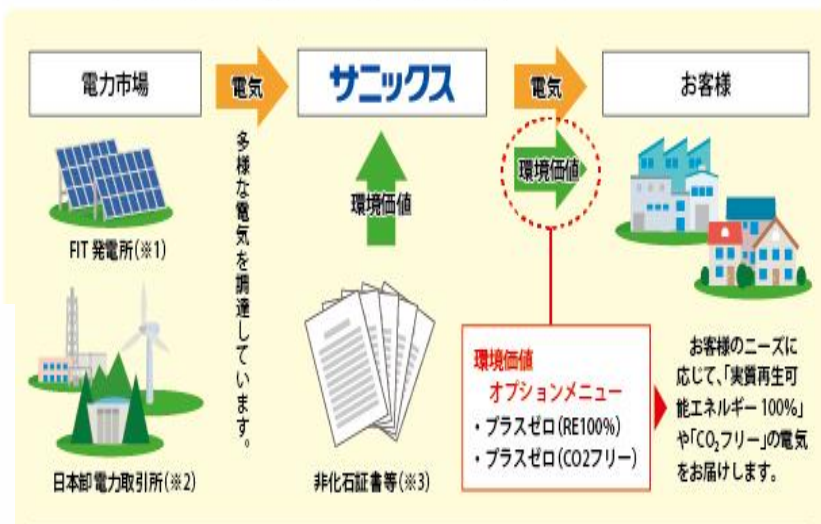 電力市場
電気
サニックス
電気
お客様
環境価値
環境価値
多様な電気を調達しています。
FIT 発電所(※1)
日本卸電力取引所(※2)
非化石証書等(※3)
環境価値
オプションメニュー
・プラスゼロ(RE100%)
・プラスゼロ(CO2フリー)
お客様のニーズに
応じて、「実質再生可
能エネルギー100%」
や「CO₂フリー」の電気
をお届けします。